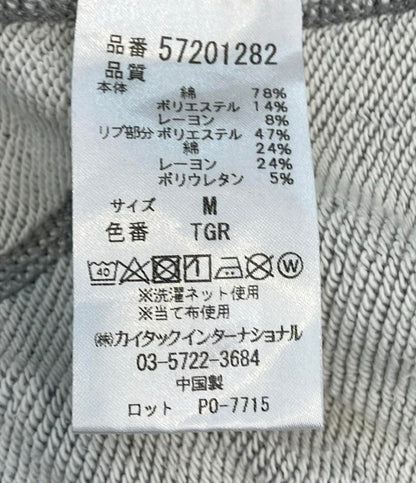 品番 57201282
品質
本体 綿 78%
ポリエステル 14%
レーヨン 8%
リブ部分 ポリエステル 47%
綿 24%
レーヨン 24%
ポリウレタン 5%
サイズ M
色番 TGR
40 W
※洗濯ネット使用
※当て布使用
㈱カイタックインターナショナル
03-5722-3684
中国製
ロット PO-7715